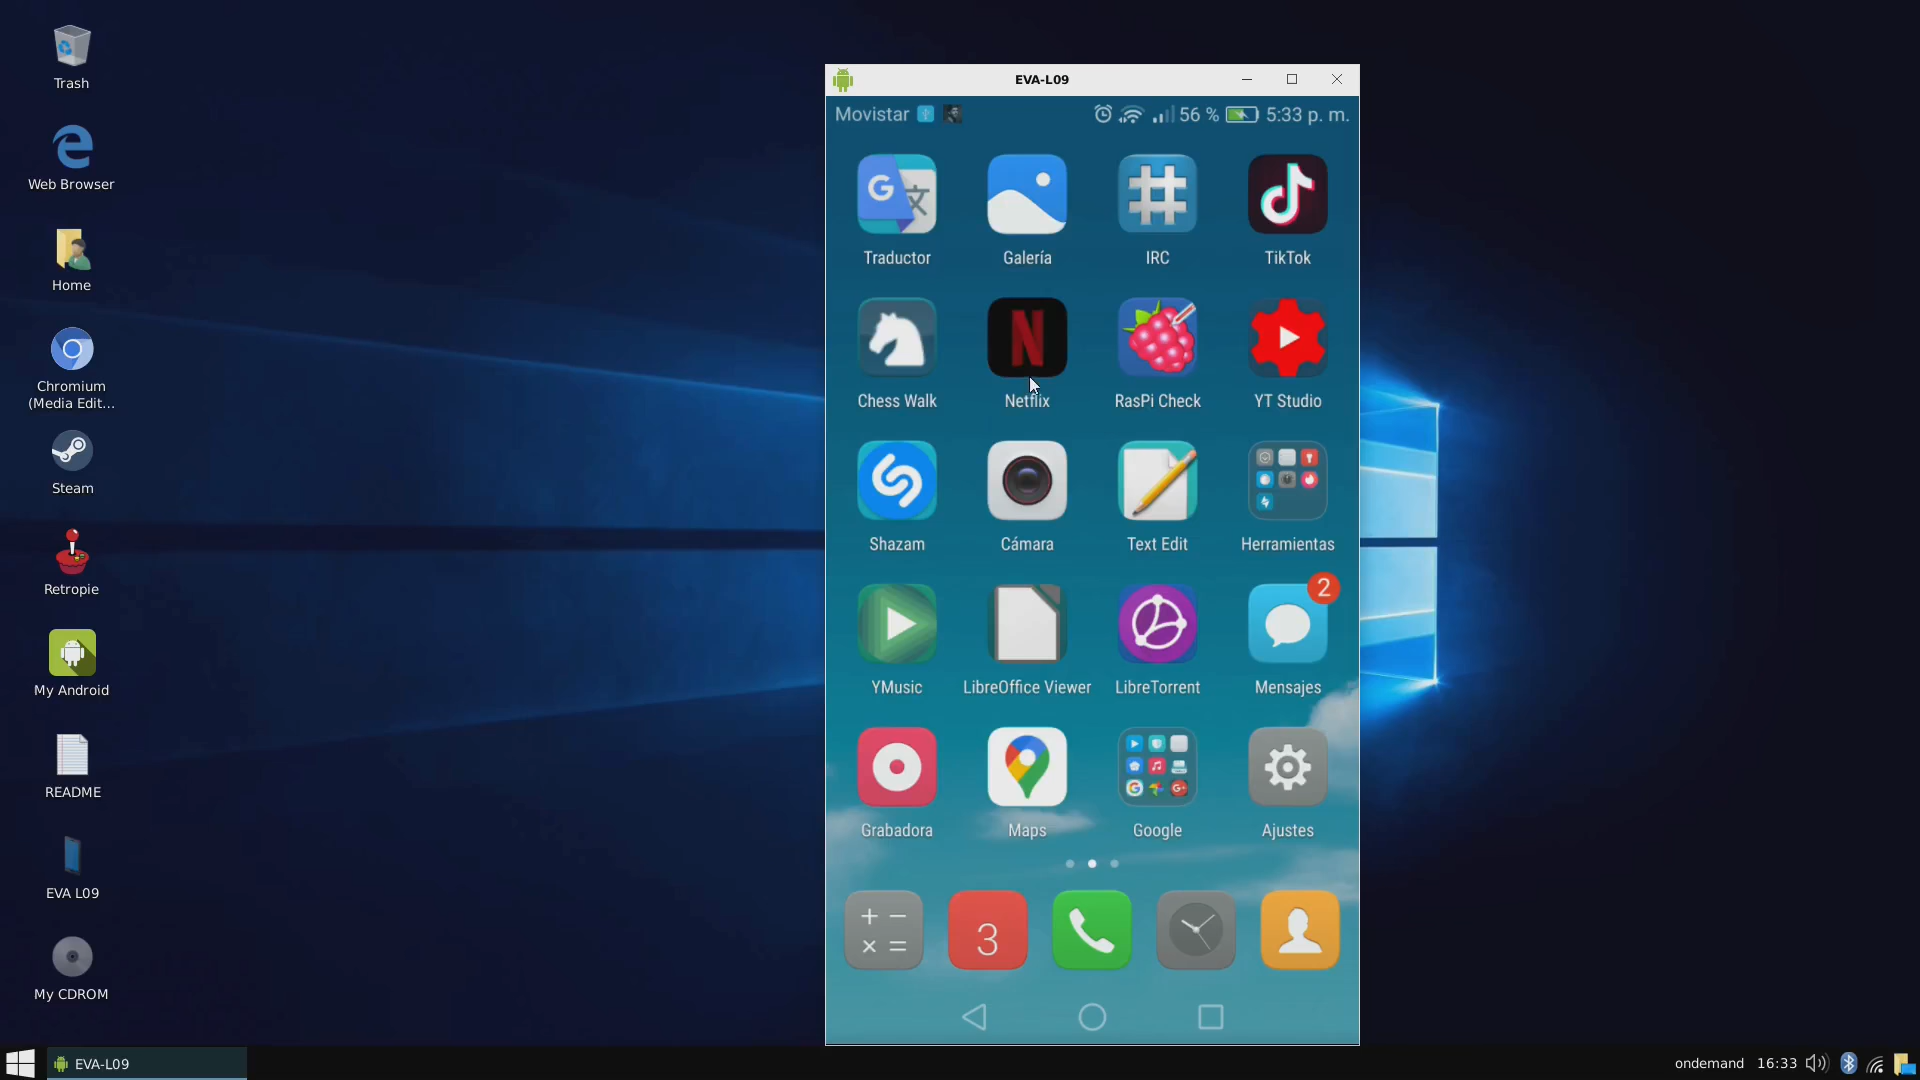 Trash
Web Browser
Home
Chromium
(Media Edit...
Steam
Retropie
My Android
README
EVA L09
My CDROM
EVA-L09
Movistar 56 % 5:33 p. m.
Traductor Galería IRC TikTok
Chess Walk Netflix RasPi Check YT Studio
Shazam Cámara Text Edit Herramientas
2
YMusic LibreOffice Viewer LibreTorrent Mensajes
Grabadora Maps Google Ajustes
3
EVA-L09
ondemand 16:33